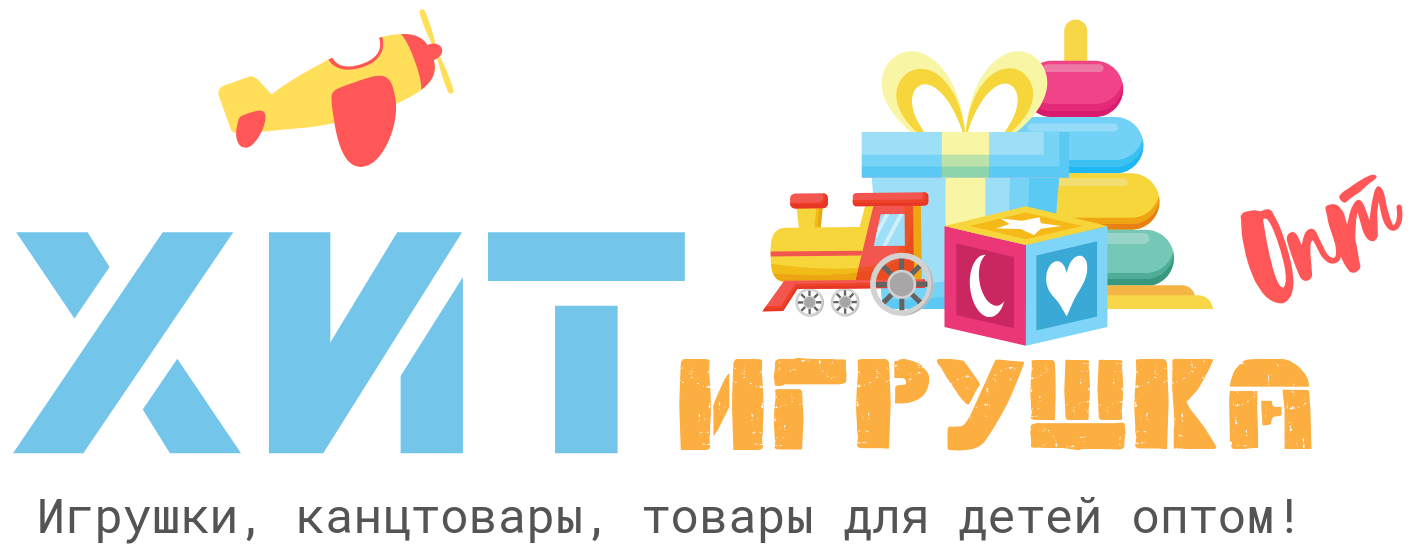 Опт
ХИТ
ИГРУШКА
Игрушки, канцтовары, товары для детей оптом!